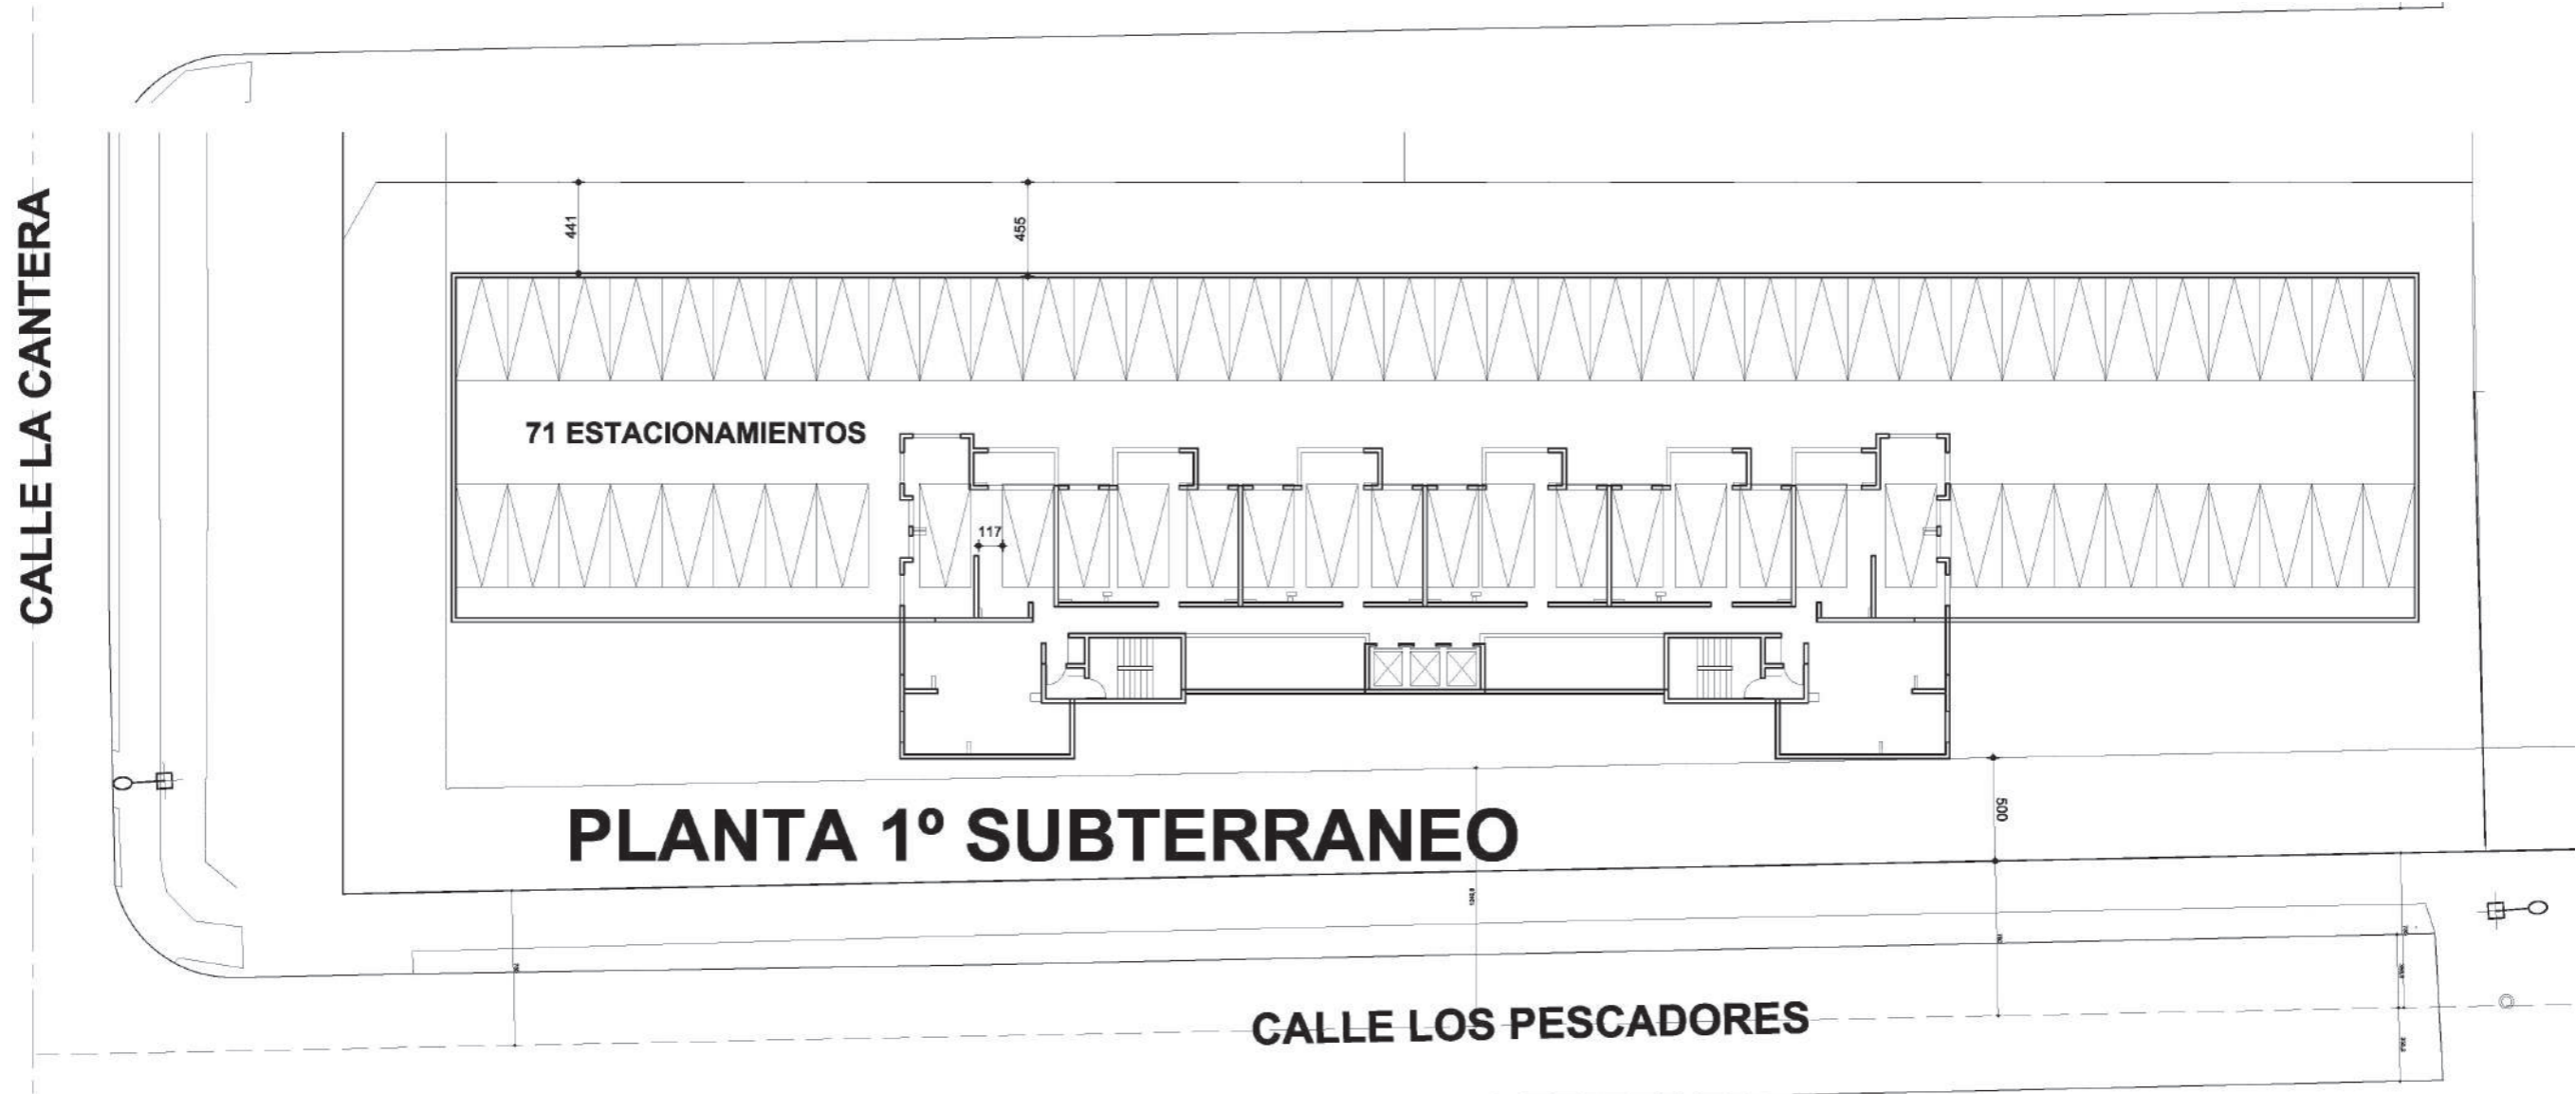 CALLE LA CANTERA
441
455
71 ESTACIONAMIENTOS
117
PLANTA 1º SUBTERRANEO
500
CALLE LOS PESCADORES